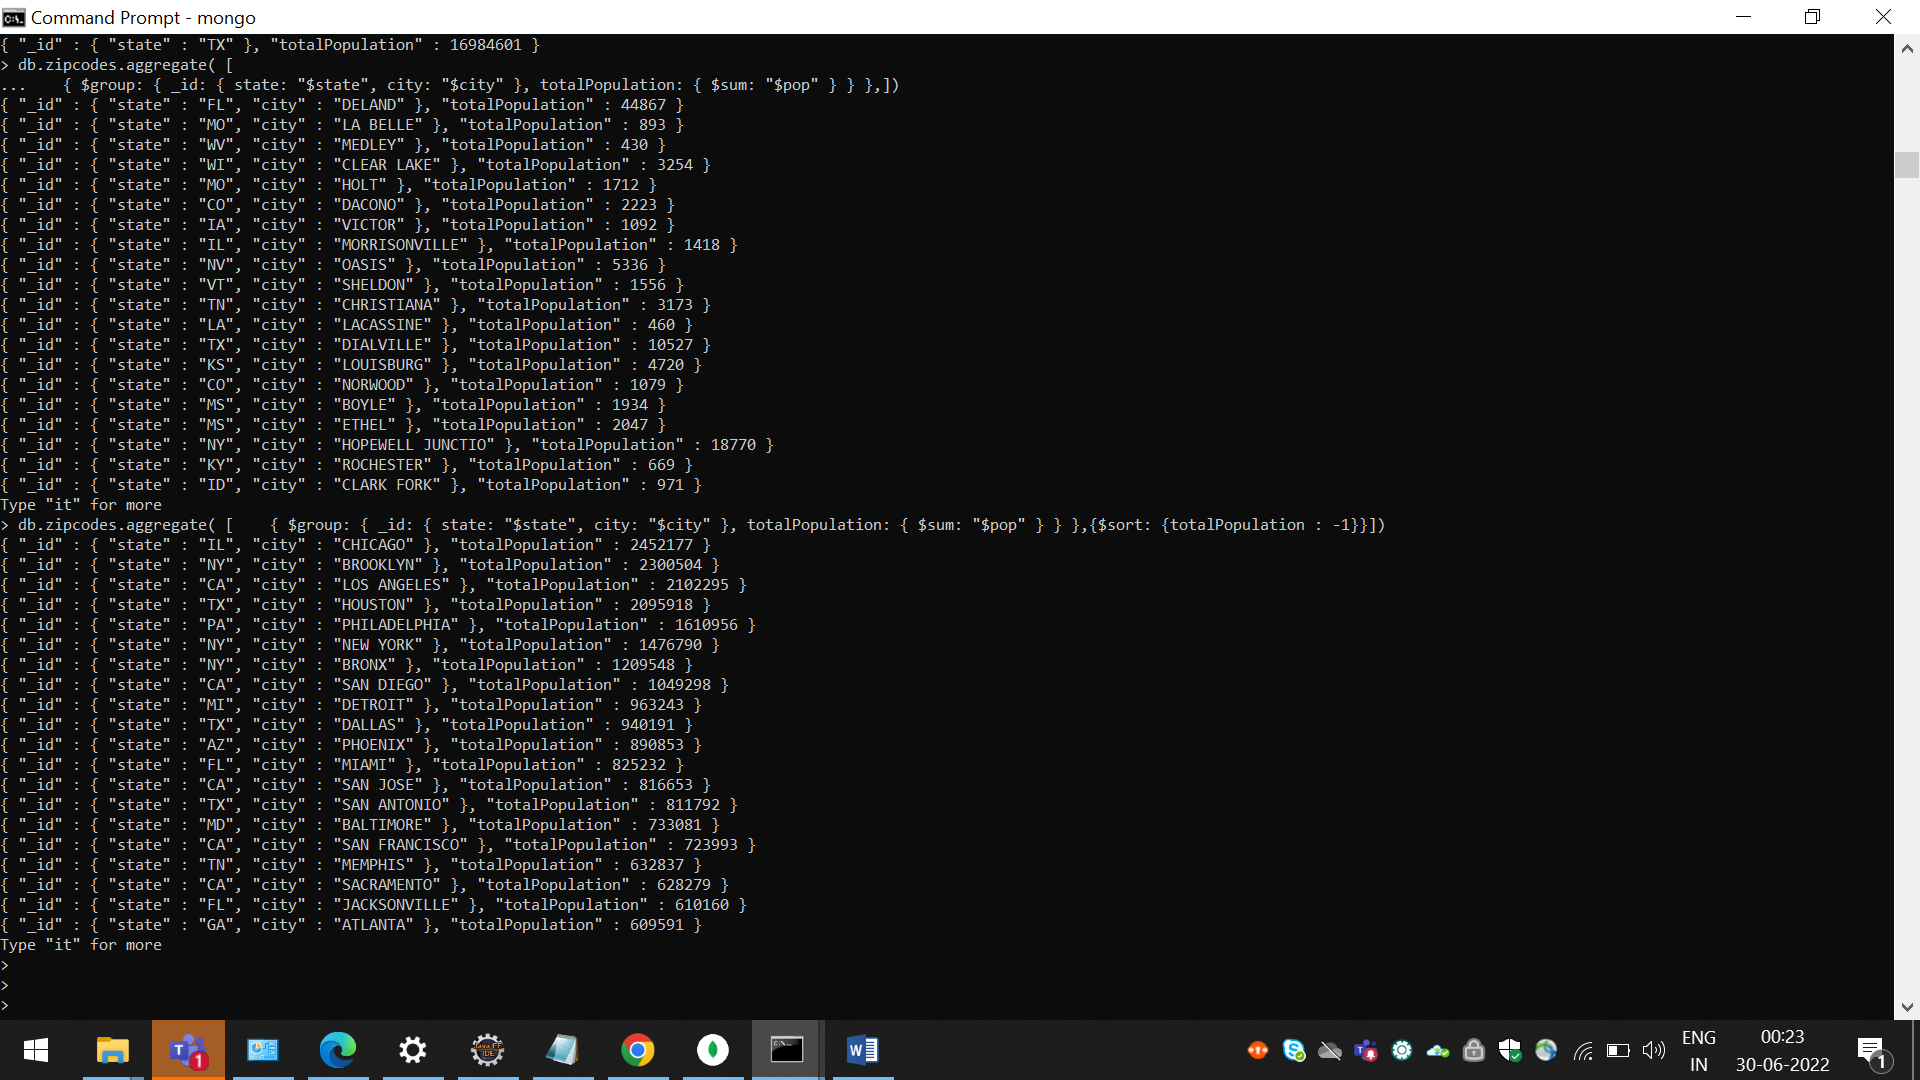 Command Prompt - mongo
{ "_id" : { "state" : "TX" }, "totalPopulation" : 16984601 }
> db.zipcodes.aggregate( [
...    { $group: { _id: { state: "$state", city: "$city" }, totalPopulation: { $sum: "$pop" } } },])
{ "_id" : { "state" : "FL", "city" : "DELAND" }, "totalPopulation" : 44867 }
{ "_id" : { "state" : "MO", "city" : "LA BELLE" }, "totalPopulation" : 893 }
{ "_id" : { "state" : "WV", "city" : "MEDLEY" }, "totalPopulation" : 430 }
{ "_id" : { "state" : "WI", "city" : "CLEAR LAKE" }, "totalPopulation" : 3254 }
{ "_id" : { "state" : "MO", "city" : "HOLT" }, "totalPopulation" : 1712 }
{ "_id" : { "state" : "CO", "city" : "DACONO" }, "totalPopulation" : 2223 }
{ "_id" : { "state" : "IA", "city" : "VICTOR" }, "totalPopulation" : 1092 }
{ "_id" : { "state" : "IL", "city" : "MORRISONVILLE" }, "totalPopulation" : 1418 }
{ "_id" : { "state" : "NV", "city" : "OASIS" }, "totalPopulation" : 5336 }
{ "_id" : { "state" : "VT", "city" : "SHELDON" }, "totalPopulation" : 1556 }
{ "_id" : { "state" : "TN", "city" : "CHRISTIANA" }, "totalPopulation" : 3173 }
{ "_id" : { "state" : "LA", "city" : "LACASSINE" }, "totalPopulation" : 460 }
{ "_id" : { "state" : "TX", "city" : "DIALVILLE" }, "totalPopulation" : 10527 }
{ "_id" : { "state" : "KS", "city" : "LOUISBURG" }, "totalPopulation" : 4720 }
{ "_id" : { "state" : "CO", "city" : "NORWOOD" }, "totalPopulation" : 1079 }
{ "_id" : { "state" : "MS", "city" : "BOYLE" }, "totalPopulation" : 1934 }
{ "_id" : { "state" : "MS", "city" : "ETHEL" }, "totalPopulation" : 2047 }
{ "_id" : { "state" : "NY", "city" : "HOPEWELL JUNCTIO" }, "totalPopulation" : 18770 }
{ "_id" : { "state" : "KY", "city" : "ROCHESTER" }, "totalPopulation" : 669 }
{ "_id" : { "state" : "ID", "city" : "CLARK FORK" }, "totalPopulation" : 971 }
Type "it" for more
> db.zipcodes.aggregate( [    { $group: { _id: { state: "$state", city: "$city" }, totalPopulation: { $sum: "$pop" } } },{$sort: {totalPopulation : -1}}])
{ "_id" : { "state" : "IL", "city" : "CHICAGO" }, "totalPopulation" : 2452177 }
{ "_id" : { "state" : "NY", "city" : "BROOKLYN" }, "totalPopulation" : 2300504 }
{ "_id" : { "state" : "CA", "city" : "LOS ANGELES" }, "totalPopulation" : 2102295 }
{ "_id" : { "state" : "TX", "city" : "HOUSTON" }, "totalPopulation" : 2095918 }
{ "_id" : { "state" : "PA", "city" : "PHILADELPHIA" }, "totalPopulation" : 1610956 }
{ "_id" : { "state" : "NY", "city" : "NEW YORK" }, "totalPopulation" : 1476790 }
{ "_id" : { "state" : "NY", "city" : "BRONX" }, "totalPopulation" : 1209548 }
{ "_id" : { "state" : "CA", "city" : "SAN DIEGO" }, "totalPopulation" : 1049298 }
{ "_id" : { "state" : "MI", "city" : "DETROIT" }, "totalPopulation" : 963243 }
{ "_id" : { "state" : "TX", "city" : "DALLAS" }, "totalPopulation" : 940191 }
{ "_id" : { "state" : "AZ", "city" : "PHOENIX" }, "totalPopulation" : 890853 }
{ "_id" : { "state" : "FL", "city" : "MIAMI" }, "totalPopulation" : 825232 }
{ "_id" : { "state" : "CA", "city" : "SAN JOSE" }, "totalPopulation" : 816653 }
{ "_id" : { "state" : "TX", "city" : "SAN ANTONIO" }, "totalPopulation" : 811792 }
{ "_id" : { "state" : "MD", "city" : "BALTIMORE" }, "totalPopulation" : 733081 }
{ "_id" : { "state" : "CA", "city" : "SAN FRANCISCO" }, "totalPopulation" : 723993 }
{ "_id" : { "state" : "TN", "city" : "MEMPHIS" }, "totalPopulation" : 632837 }
{ "_id" : { "state" : "CA", "city" : "SACRAMENTO" }, "totalPopulation" : 628279 }
{ "_id" : { "state" : "FL", "city" : "JACKSONVILLE" }, "totalPopulation" : 610160 }
{ "_id" : { "state" : "GA", "city" : "ATLANTA" }, "totalPopulation" : 609591 }
Type "it" for more
>
>
>
ENG
IN
00:23
30-06-2022
1
1